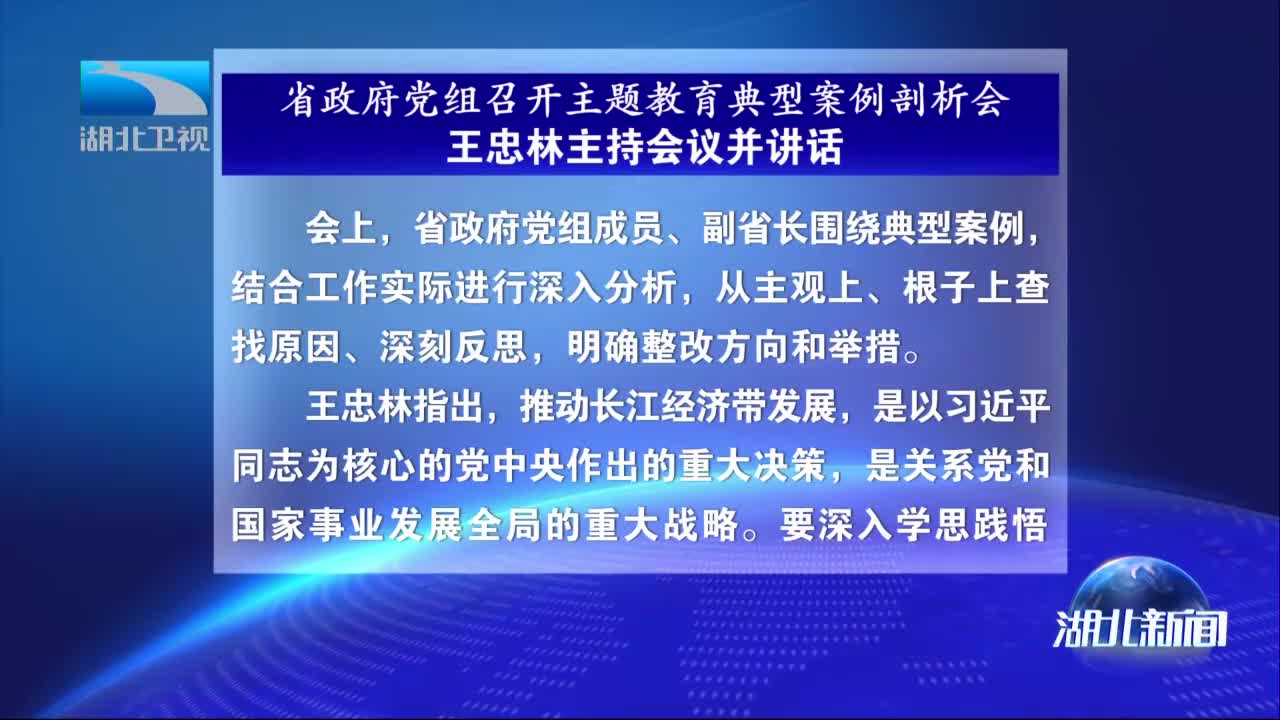 湖北卫视
省政府党组召开主题教育典型案例剖析会
王忠林主持会议并讲话
会上，省政府党组成员、副省长围绕典型案例，
结合工作实际进行深入分析，从主观上、根子上查
找原因、深刻反思，明确整改方向和举措。
王忠林指出，推动长江经济带发展，是以习近平
同志为核心的党中央作出的重大决策，是关系党和
国家事业发展全局的重大战略。要深入学思践悟
湖北新闻